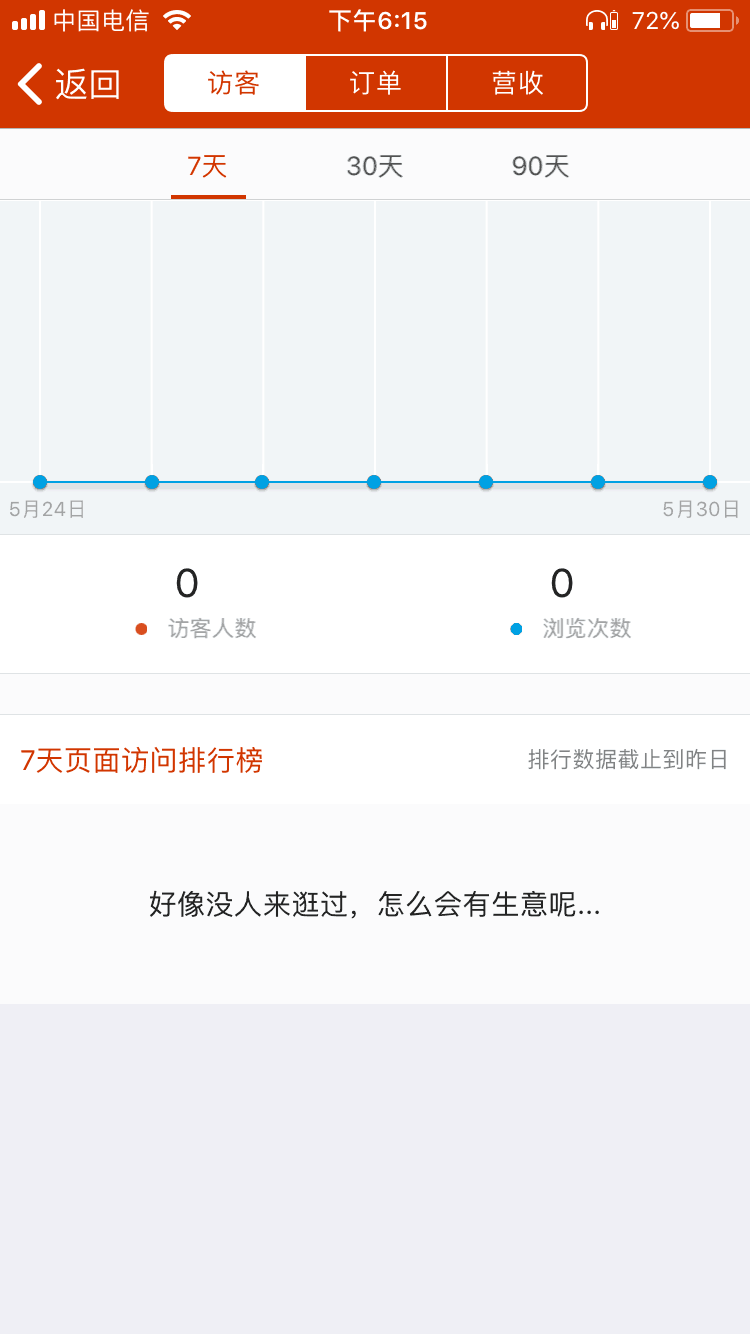 中国电信 下午6:15 72%
返回 访客 订单 营收
7天 30天 90天
5月24日 5月30日
0 0
访客人数 浏览次数
7天页面访问排行榜 排行数据截止到昨日
好像没人来逛过，怎么会有生意呢...